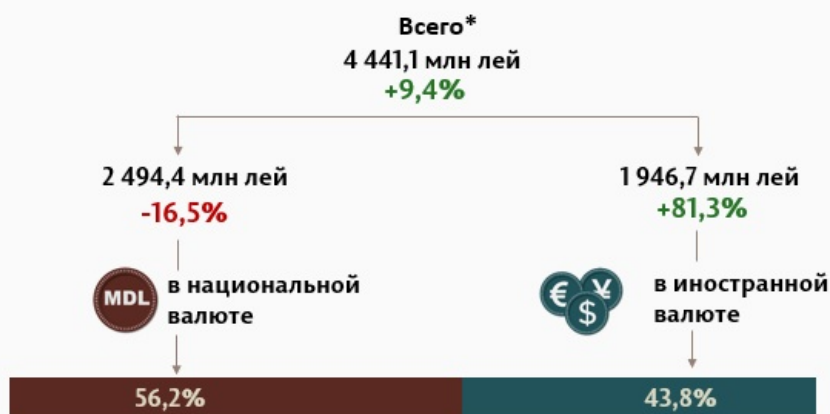 Всего*
4 441,1 млн лей
+9,4%
2 494,4 млн лей
-16,5%
1 946,7 млн лей
+81,3%
MDL
в национальной
валюте
€ ¥
$
в иностранной
валюте
56,2%
43,8%